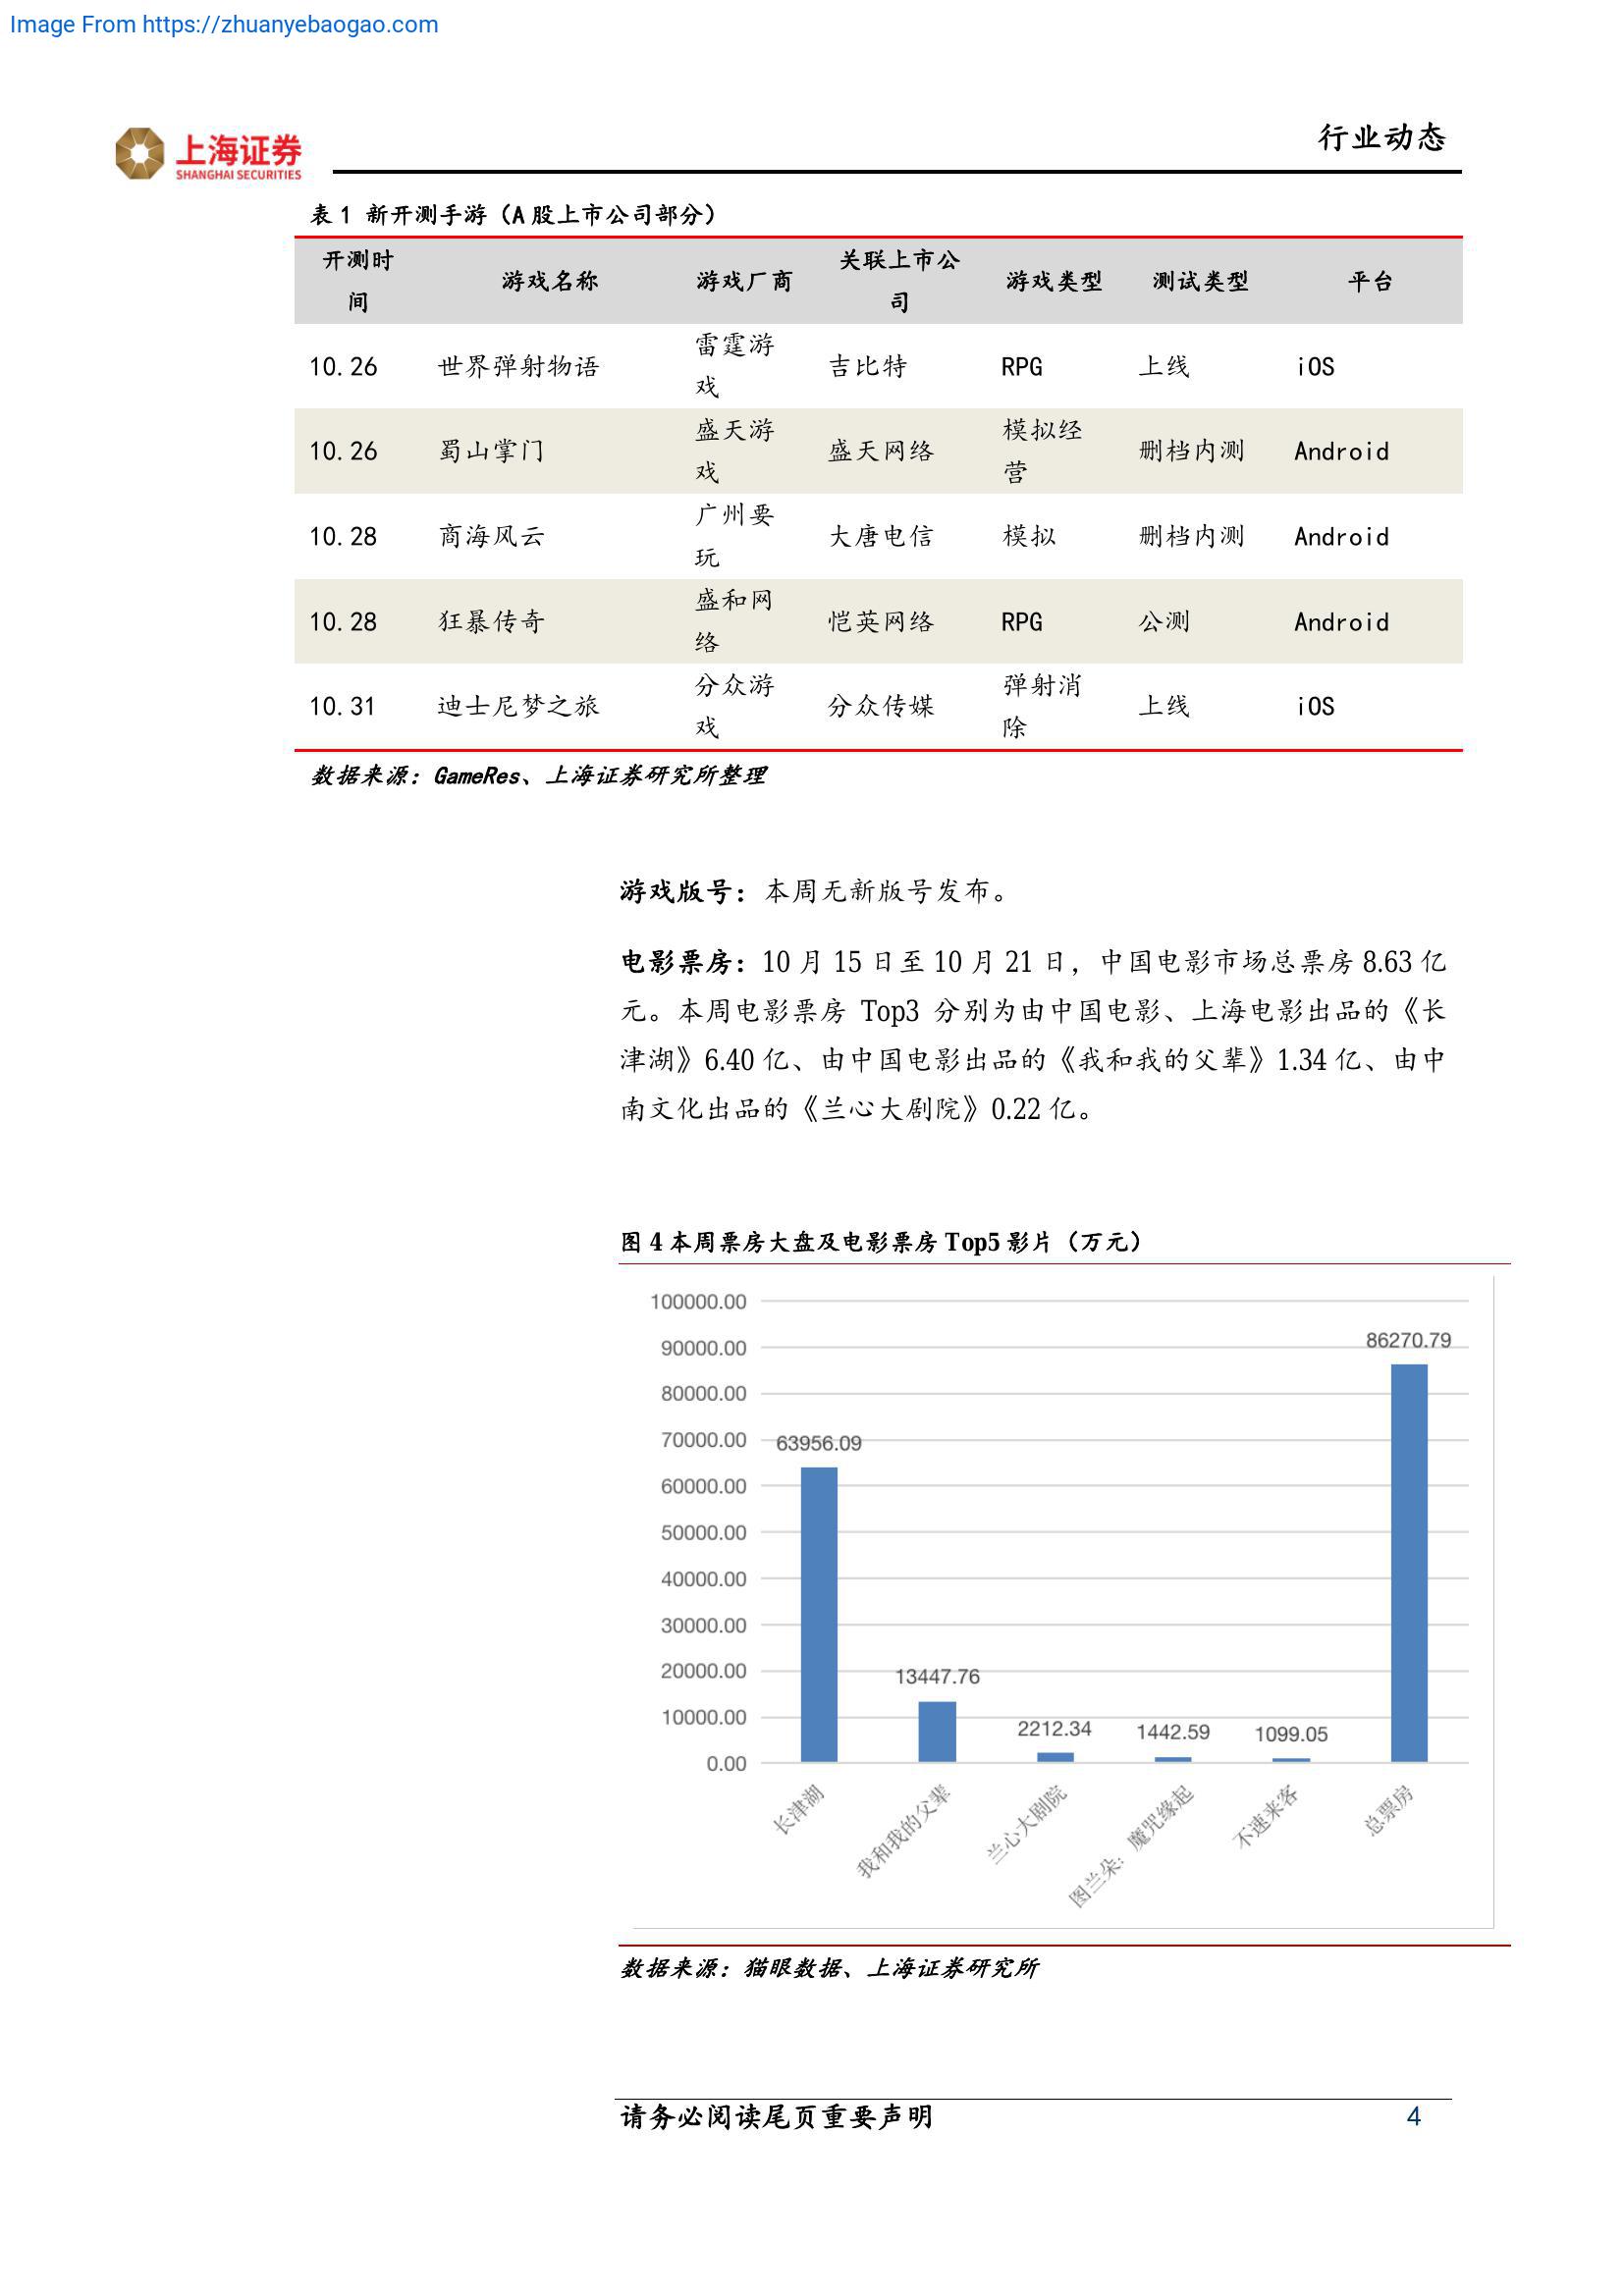 Image From https://zhuanyebaogao.com
上海证券
SHANGHAI SECURITIES
行业动态
表 1 新开测手游（A 股上市公司部分）
开测时间 游戏名称 游戏厂商 关联上市公司 游戏类型 测试类型 平台
10.26 世界弹射物语 雷霆游戏 吉比特 RPG 上线 iOS
10.26 蜀山掌门 盛天游戏 盛天网络 模拟经营 删档内测 Android
10.28 商海风云 广州要玩 大唐电信 模拟 删档内测 Android
10.28 狂暴传奇 盛和网络 恺英网络 RPG 公测 Android
10.31 迪士尼梦之旅 分众游戏 分众传媒 弹射消除 上线 iOS
数据来源：GameRes、上海证券研究所整理
游戏版号：本周无新版号发布。
电影票房：10 月 15 日至 10 月 21 日，中国电影市场总票房 8.63 亿
元。本周电影票房 Top3 分别为由中国电影、上海电影出品的《长
津湖》6.40 亿、由中国电影出品的《我和我的父辈》1.34 亿、由中
南文化出品的《兰心大剧院》0.22 亿。
图 4 本周票房大盘及电影票房 Top5 影片（万元）
100000.00
90000.00
80000.00
70000.00
60000.00
50000.00
40000.00
30000.00
20000.00
10000.00
0.00
63956.09
13447.76
2212.34
1442.59
1099.05
86270.79
长津湖
我和我的父辈
兰心大剧院
图兰朵：魔咒缘起
不速来客
总票房
数据来源：猫眼数据、上海证券研究所
请务必阅读尾页重要声明
4